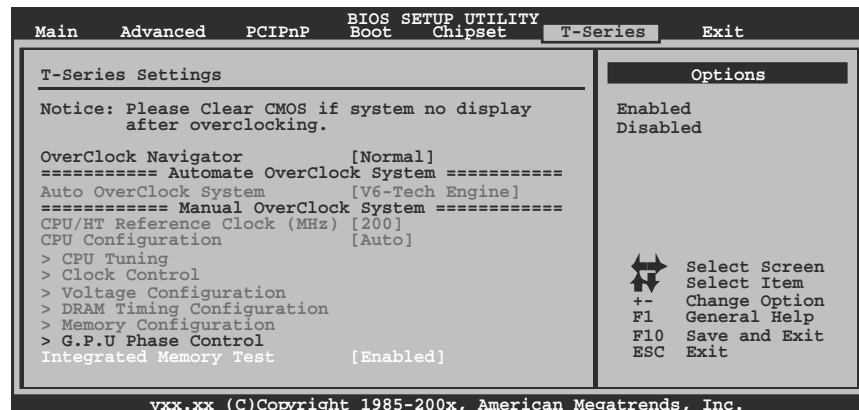 BIOS SETUP UTILITY
Main Advanced PCIPnP Boot Chipset T-Series Exit
T-Series Settings
Notice: Please Clear CMOS if system no display
after overclocking.
OverClock Navigator [Normal]
=========== Automate OverClock System ===========
Auto OverClock System [V6-Tech Engine]
============ Manual OverClock System ============
CPU/HT Reference Clock (MHz) [200]
CPU Configuration [Auto]
> CPU Tuning
> Clock Control
> Voltage Configuration
> DRAM Timing Configuration
> Memory Configuration
> G.P.U Phase Control
Integrated Memory Test [Enabled]
Options
Enabled
Disabled
Select Screen
Select Item
+- Change Option
F1 General Help
F10 Save and Exit
ESC Exit
vxx.xx (C)Copyright 1985-200x, American Megatrends, Inc.